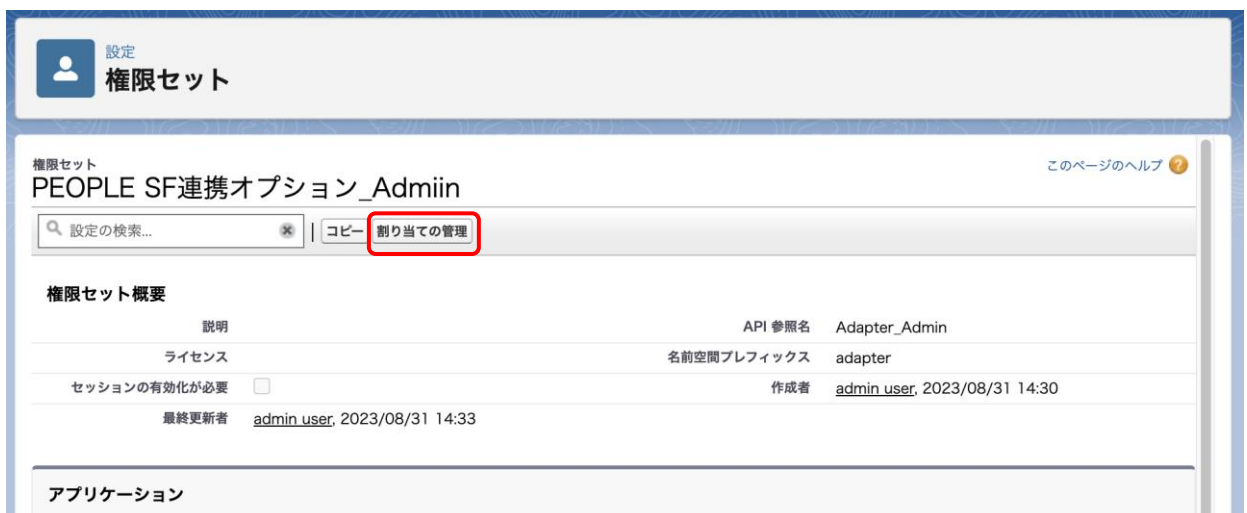 設定
権限セット
権限セット
このページのヘルプ ?
PEOPLE SF連携オプション_Admiin
設定の検索... | コピー 割り当ての管理
権限セット概要
説明 API 参照名 Adapter_Admin
ライセンス 名前空間プレフィックス adapter
セッションの有効化が必要 作成者 admin user, 2023/08/31 14:30
最終更新者 admin user, 2023/08/31 14:33
アプリケーション